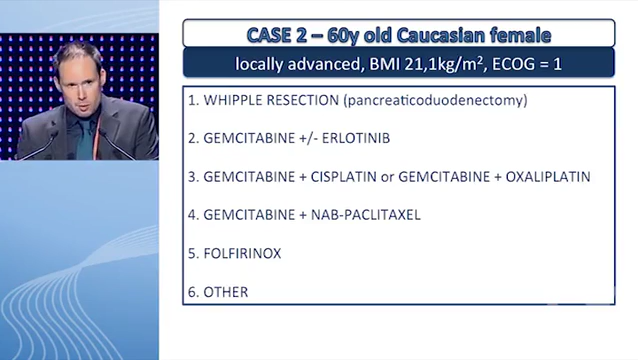 CASE 2 – 60y old Caucasian female
locally advanced, BMI 21,1kg/m², ECOG = 1
1. WHIPPLE RESECTION (pancreaticoduodenectomy)
2. GEMCITABINE +/- ERLOTINIB
3. GEMCITABINE + CISPLATIN or GEMCITABINE + OXALIPLATIN
4. GEMCITABINE + NAB-PACLITAXEL
5. FOLFIRINOX
6. OTHER